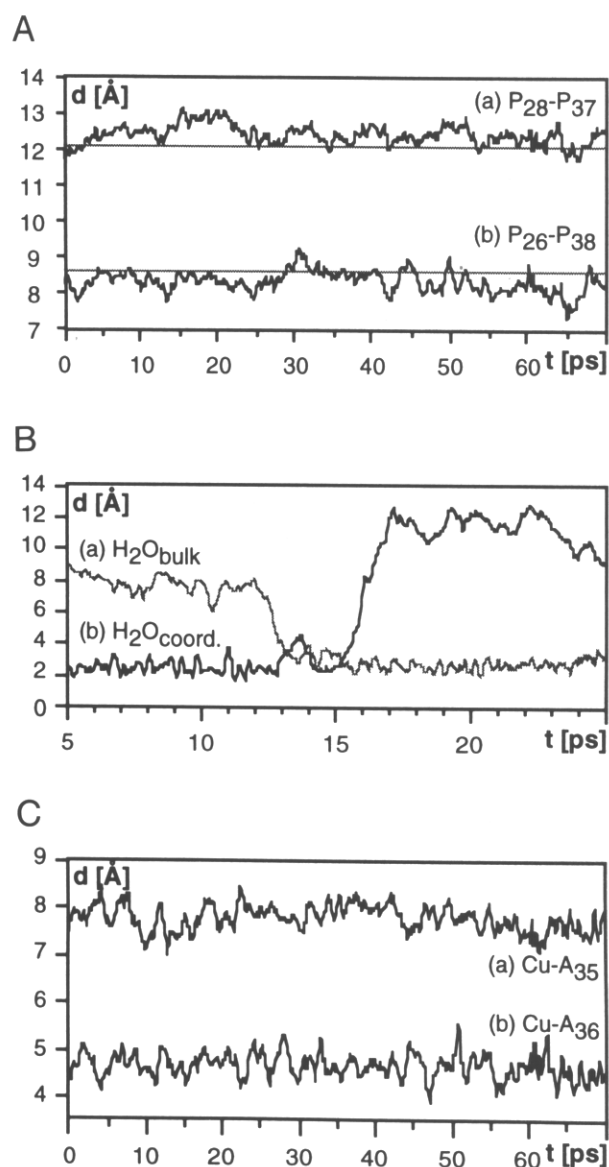 A
14
d [Å]
(a) P28-P37
13
12
11
10
9
(b) P26-P38
8
7
0 10 20 30 40 50 60 t [ps]
B
14
d [Å]
12
10
(a) H2Obulk
8
6
4
(b) H2Ocoord.
2
0
5 10 15 20 t [ps]
C
9
d [Å]
8
7
(a) Cu-A35
6
(b) Cu-A36
5
4
0 10 20 30 40 50 60 t [ps]